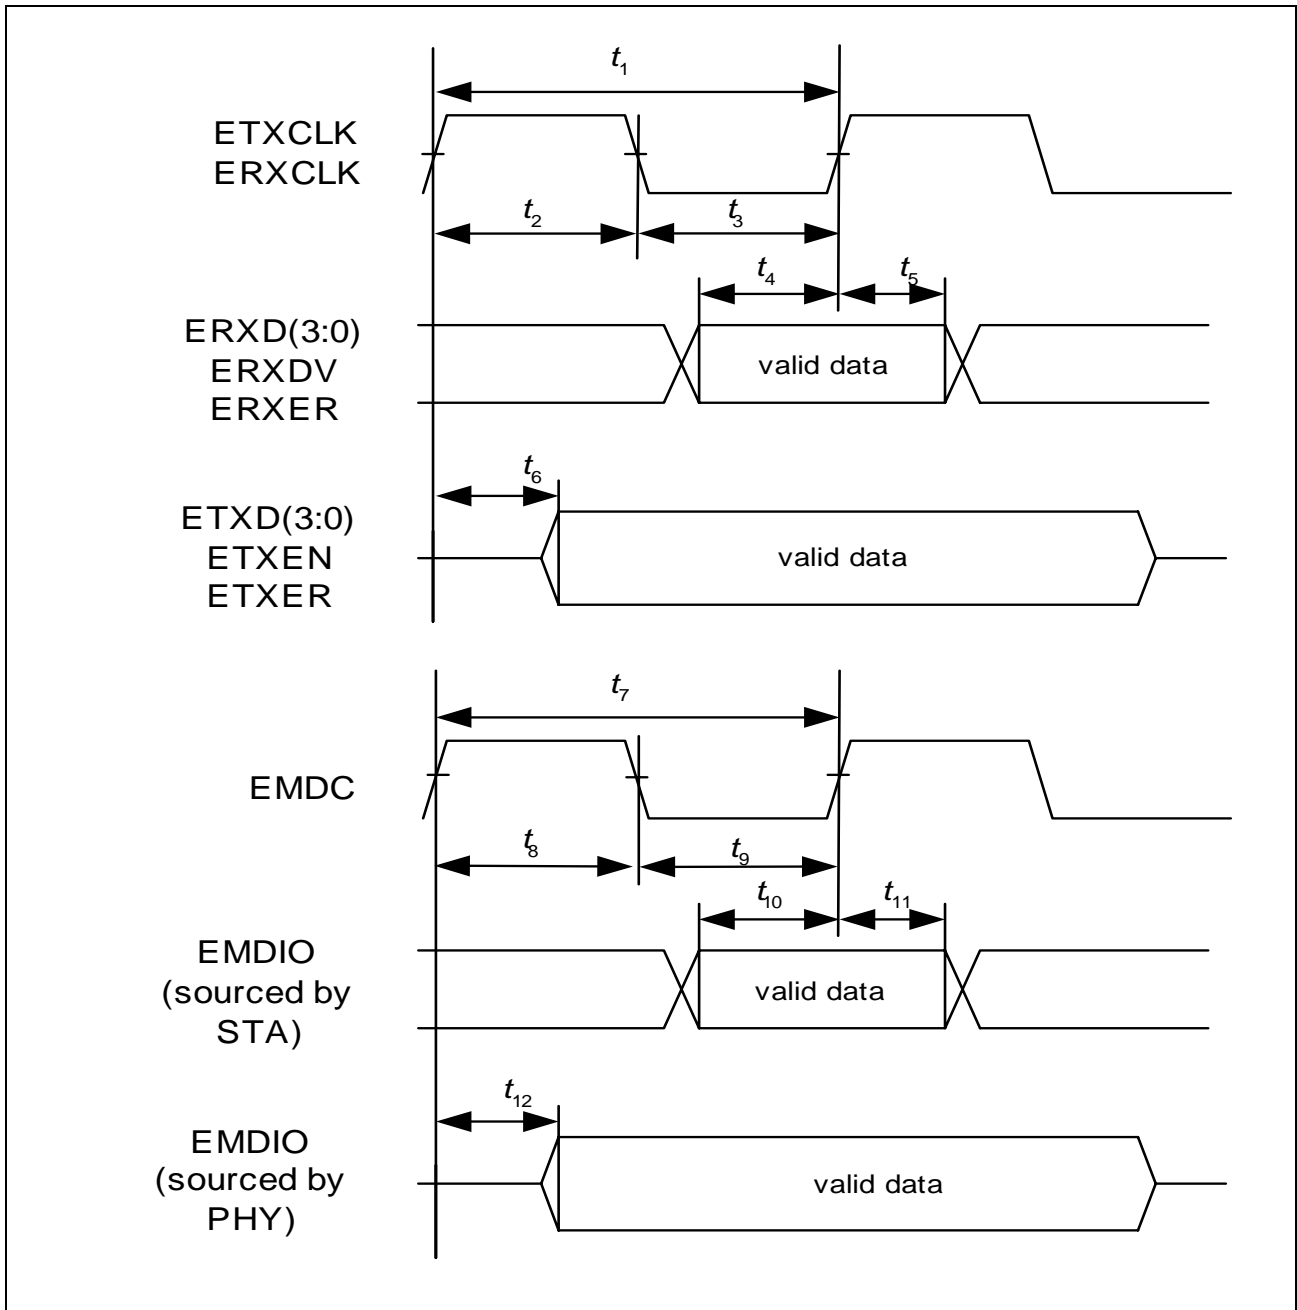 t1
ETXCLK
ERXCLK
t2
t3
t4
t5
ERXD(3:0)
ERXDV
ERXER
valid data
t6
ETXD(3:0)
ETXEN
ETXER
valid data
t7
EMDC
t8
t9
t10
t11
EMDIO
(sourced by
STA)
valid data
t12
EMDIO
(sourced by
PHY)
valid data